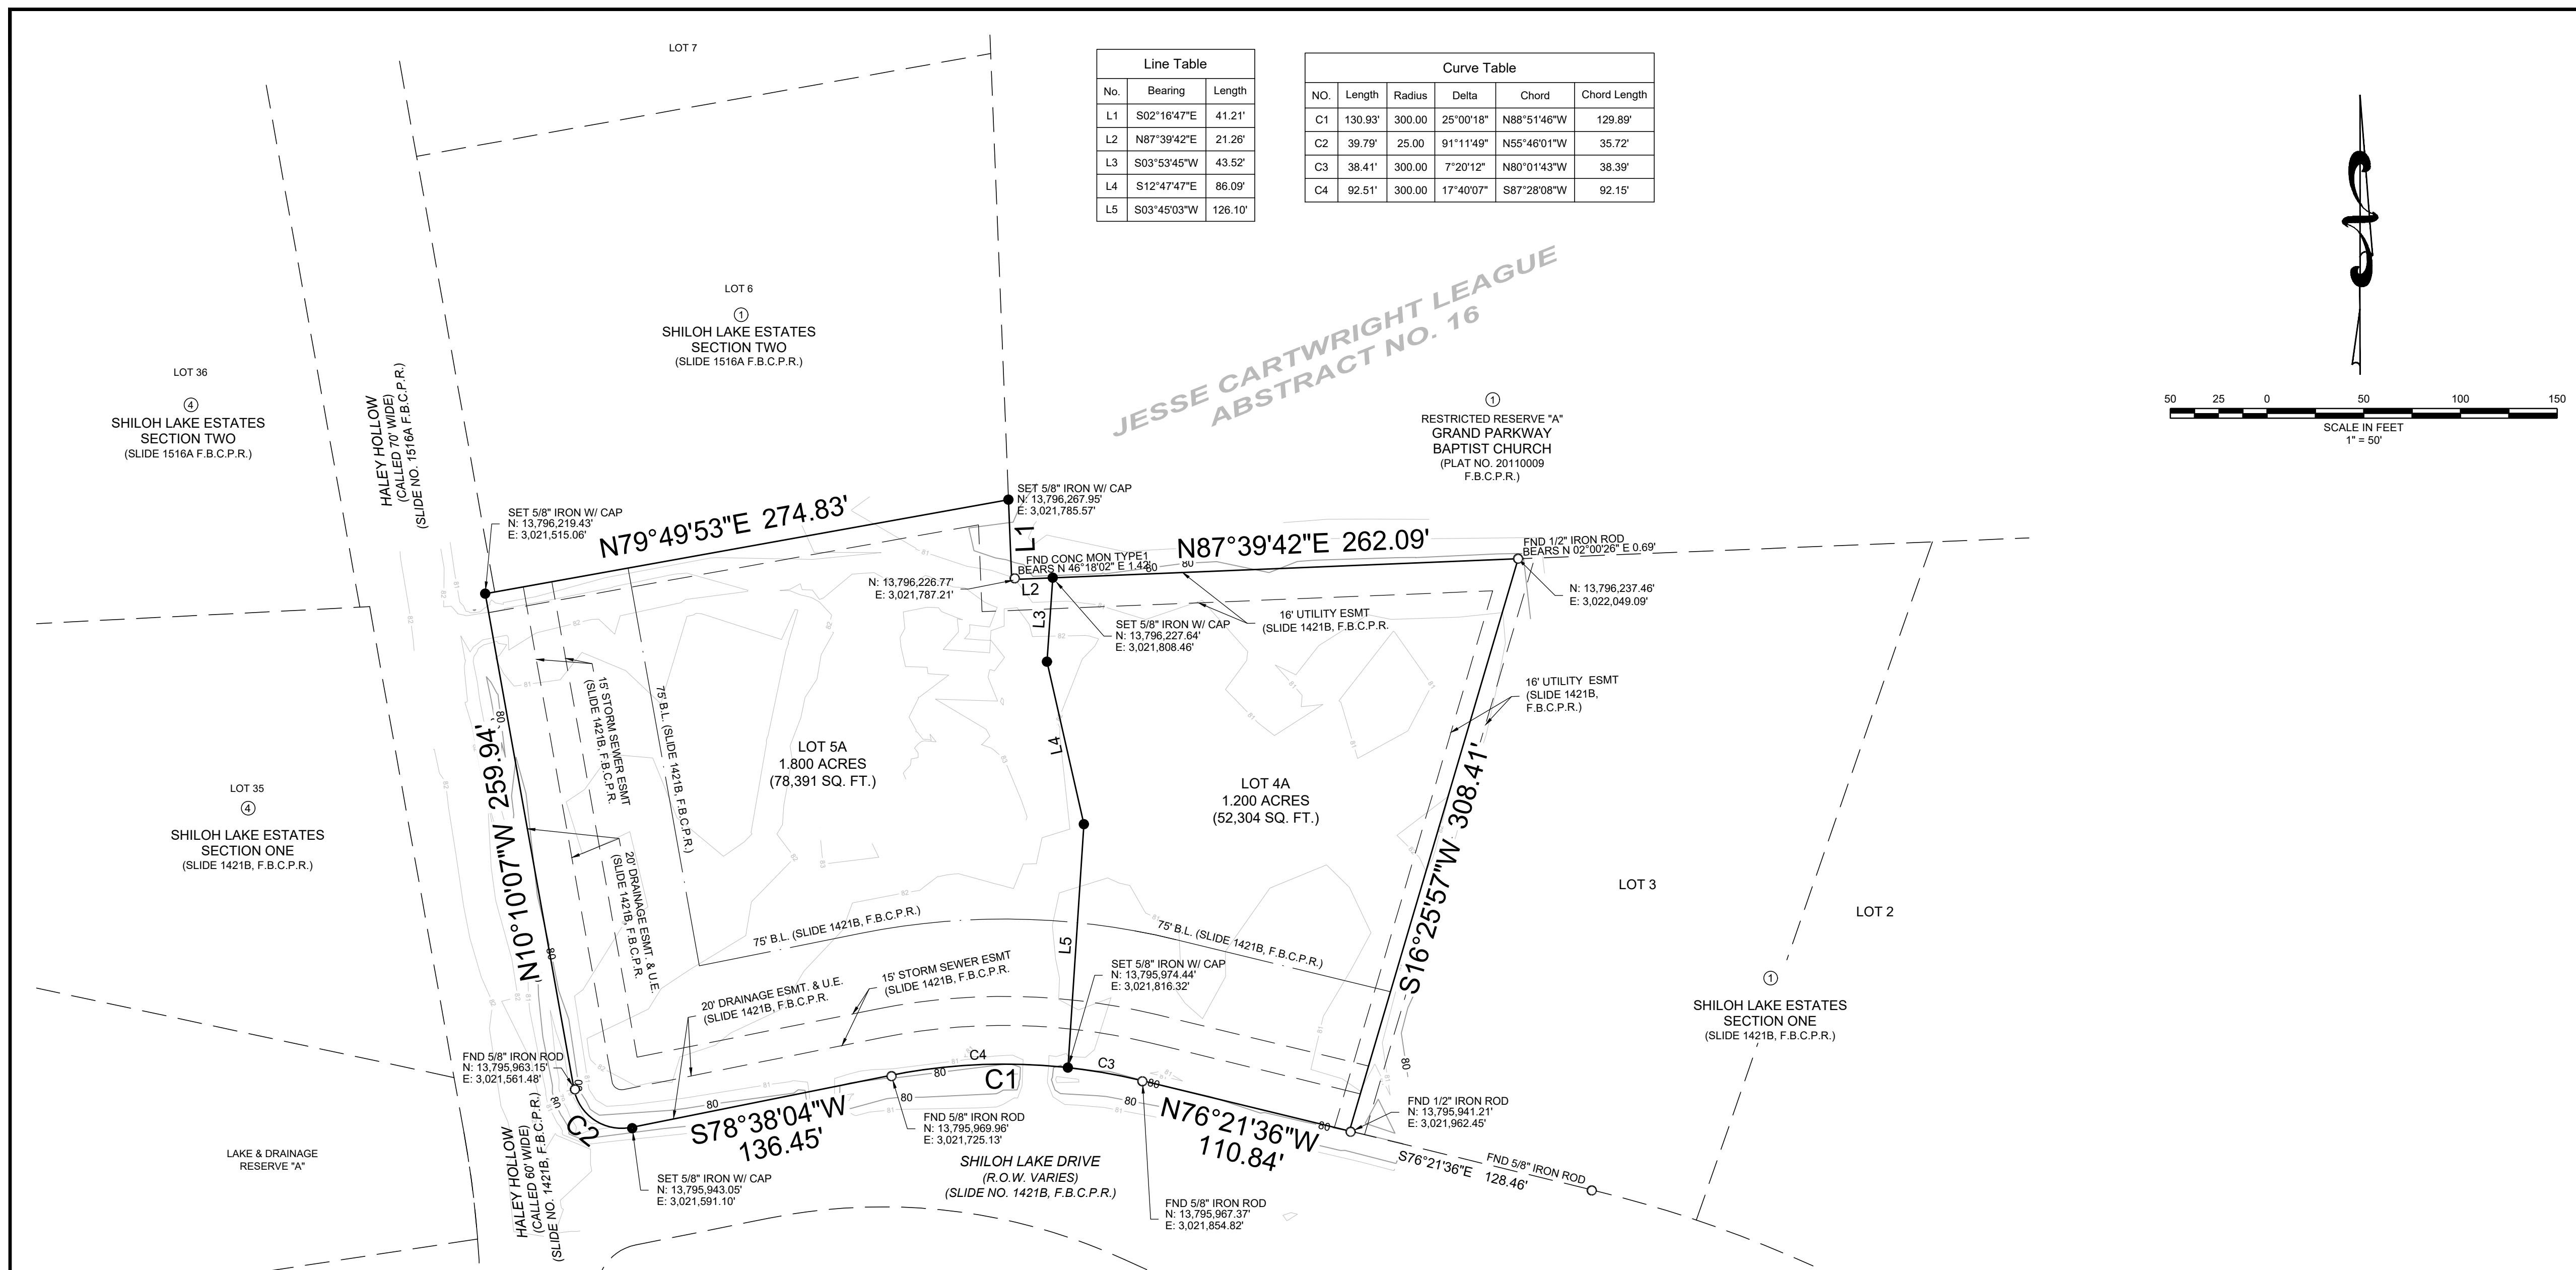 LOT 7
Line Table
No. Bearing Length
L1 S02°16'47"E 41.21'
L2 N87°39'42"E 21.26'
L3 S03°53'45"W 43.52'
L4 S12°47'47"E 86.09'
L5 S03°45'03"W 126.10'
Curve Table
NO. Length Radius Delta Chord Chord Length
C1 130.93' 300.00 25°00'18" N88°51'46"W 129.89'
C2 39.79' 25.00 91°11'49" N55°46'01"W 35.72'
C3 38.41' 300.00 7°20'12" N80°01'43"W 38.39'
C4 92.51' 300.00 17°40'07" S87°28'08"W 92.15'
50 25 0 50 100 150
SCALE IN FEET
1" = 50'
JESSE CARTWRIGHT LEAGUE
ABSTRACT NO. 16
LOT 6
1
SHILOH LAKE ESTATES
SECTION TWO
(SLIDE 1516A F.B.C.P.R.)
LOT 36
4
SHILOH LAKE ESTATES
SECTION TWO
(SLIDE 1516A F.B.C.P.R.)
HALEY HOLLOW
(CALLED 70' WIDE)
(SLIDE NO. 1516A F.B.C.P.R.)
1
RESTRICTED RESERVE "A"
GRAND PARKWAY
BAPTIST CHURCH
(PLAT NO. 20110009
F.B.C.P.R.)
SET 5/8" IRON W/ CAP
N: 13,796,219.43'
E: 3,021,515.06'
N79°49'53"E 274.83'
SET 5/8" IRON W/ CAP
N: 13,796,267.95'
E: 3,021,785.57'
L1
FND CONC MON TYPE1
BEARS N 46°18'02" E 1.42'
N: 13,796,226.77'
E: 3,021,787.21'
L2
N87°39'42"E 262.09'
80
80
FND 1/2" IRON ROD
BEARS N 02°00'26" E 0.69'
N: 13,796,237.46'
E: 3,022,049.09'
L3
SET 5/8" IRON W/ CAP
N: 13,796,227.64'
E: 3,021,808.46'
16' UTILITY ESMT
(SLIDE 1421B, F.B.C.P.R.
16' UTILITY ESMT
(SLIDE 1421B,
F.B.C.P.R.)
15' STORM SEWER ESMT
(SLIDE 1421B, F.B.C.P.R.
75' B.L. (SLIDE 1421B, F.B.C.P.R.)
80
N10°10'07"W 259.94'
20' DRAINAGE ESMT. & U.E.
(SLIDE 1421B, F.B.C.P.R.
LOT 5A
1.800 ACRES
(78,391 SQ. FT.)
L4
LOT 4A
1.200 ACRES
(52,304 SQ. FT.)
S16°25'57"W 308.41'
LOT 35
4
SHILOH LAKE ESTATES
SECTION ONE
(SLIDE 1421B, F.B.C.P.R.)
LOT 3
LOT 2
1
SHILOH LAKE ESTATES
SECTION ONE
(SLIDE 1421B, F.B.C.P.R.)
75' B.L. (SLIDE 1421B, F.B.C.P.R.)
75' B.L. (SLIDE 1421B, F.B.C.P.R.)
L5
20' DRAINAGE ESMT. & U.E.
(SLIDE 1421B, F.B.C.P.R.
15' STORM SEWER ESMT
(SLIDE 1421B, F.B.C.P.R.
SET 5/8" IRON W/ CAP
N: 13,795,974.44'
E: 3,021,816.32'
FND 5/8" IRON ROD
N: 13,795,963.15'
E: 3,021,561.48'
80
80
80
C2
80
S78°38'04"W
136.45'
80
80
C4
C1
C3
80
80
80
80
N76°21'36"W
110.84'
FND 5/8" IRON ROD
N: 13,795,969.96'
E: 3,021,725.13'
FND 1/2" IRON ROD
N: 13,795,941.21'
E: 3,021,962.45'
S76°21'36"E 128.46'
FND 5/8" IRON ROD
SET 5/8" IRON W/ CAP
N: 13,795,943.05'
E: 3,021,591.10'
SHILOH LAKE DRIVE
(R.O.W. VARIES)
(SLIDE NO. 1421B, F.B.C.P.R.)
FND 5/8" IRON ROD
N: 13,795,967.37'
E: 3,021,854.82'
LAKE & DRAINAGE
RESERVE "A"
HALEY HOLLOW
(CALLED 60' WIDE)
(SLIDE NO. 1421B, F.B.C.P.R.)